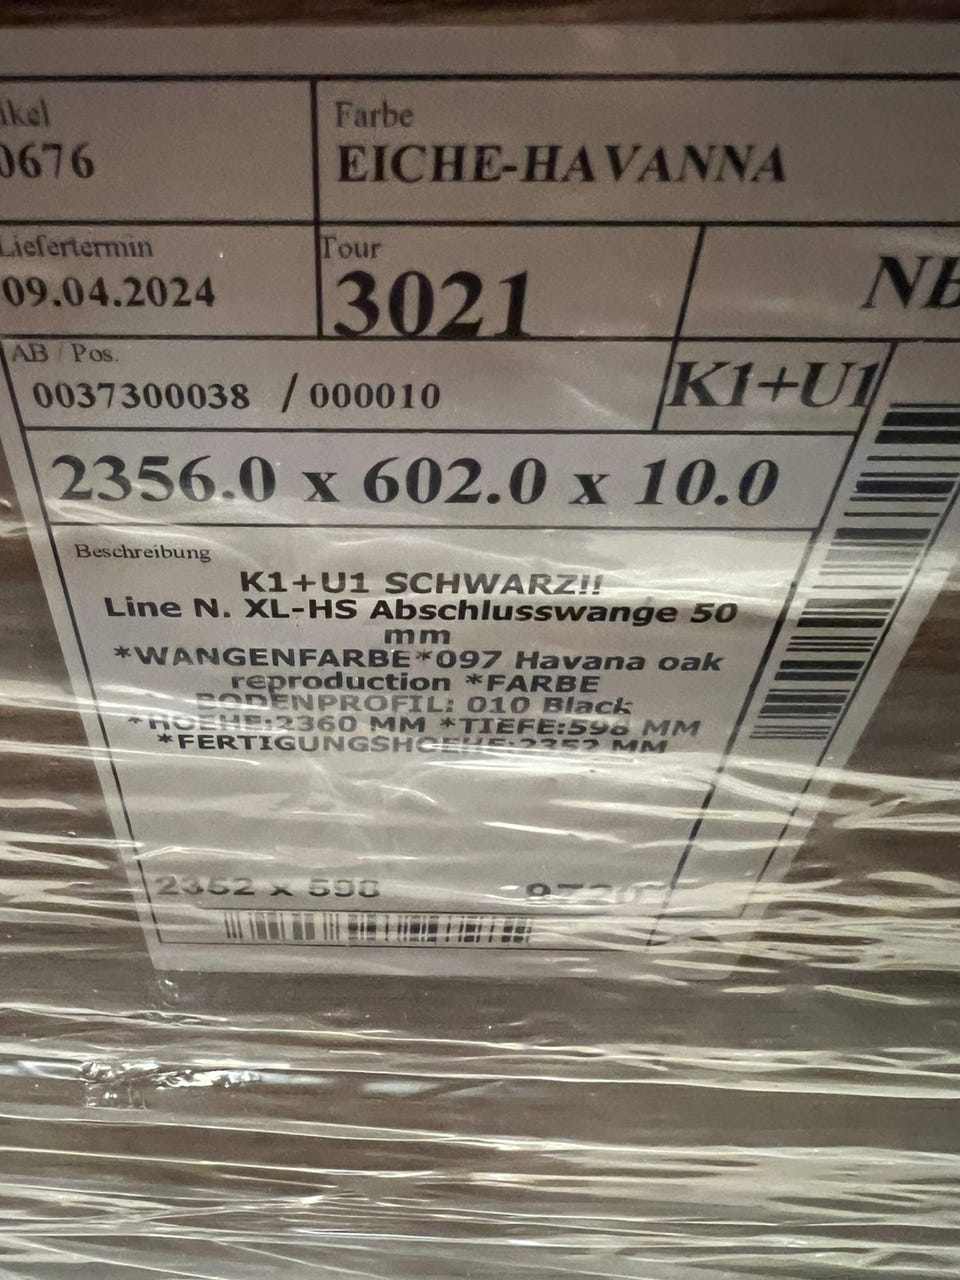 ikel
0676
Farbe
EICHE-HAVANNA
Liefertermin
09.04.2024
Tour
3021
AB / Pos.
0037300038 / 000010
K1+U1
2356.0 x 602.0 x 10.0
Beschreibung
K1+U1 SCHWARZ!!
Line N. XL-HS Abschlusswange 50
mm
*WANGENFARBE*097 Havana oak
reproduction *FARBE
BODENPROFIL: 010 Black
*HOEHE:2360 MM *TIEFE:598 MM
*FERTIGUNGSHOEHE:2352 MM
2352 x 598